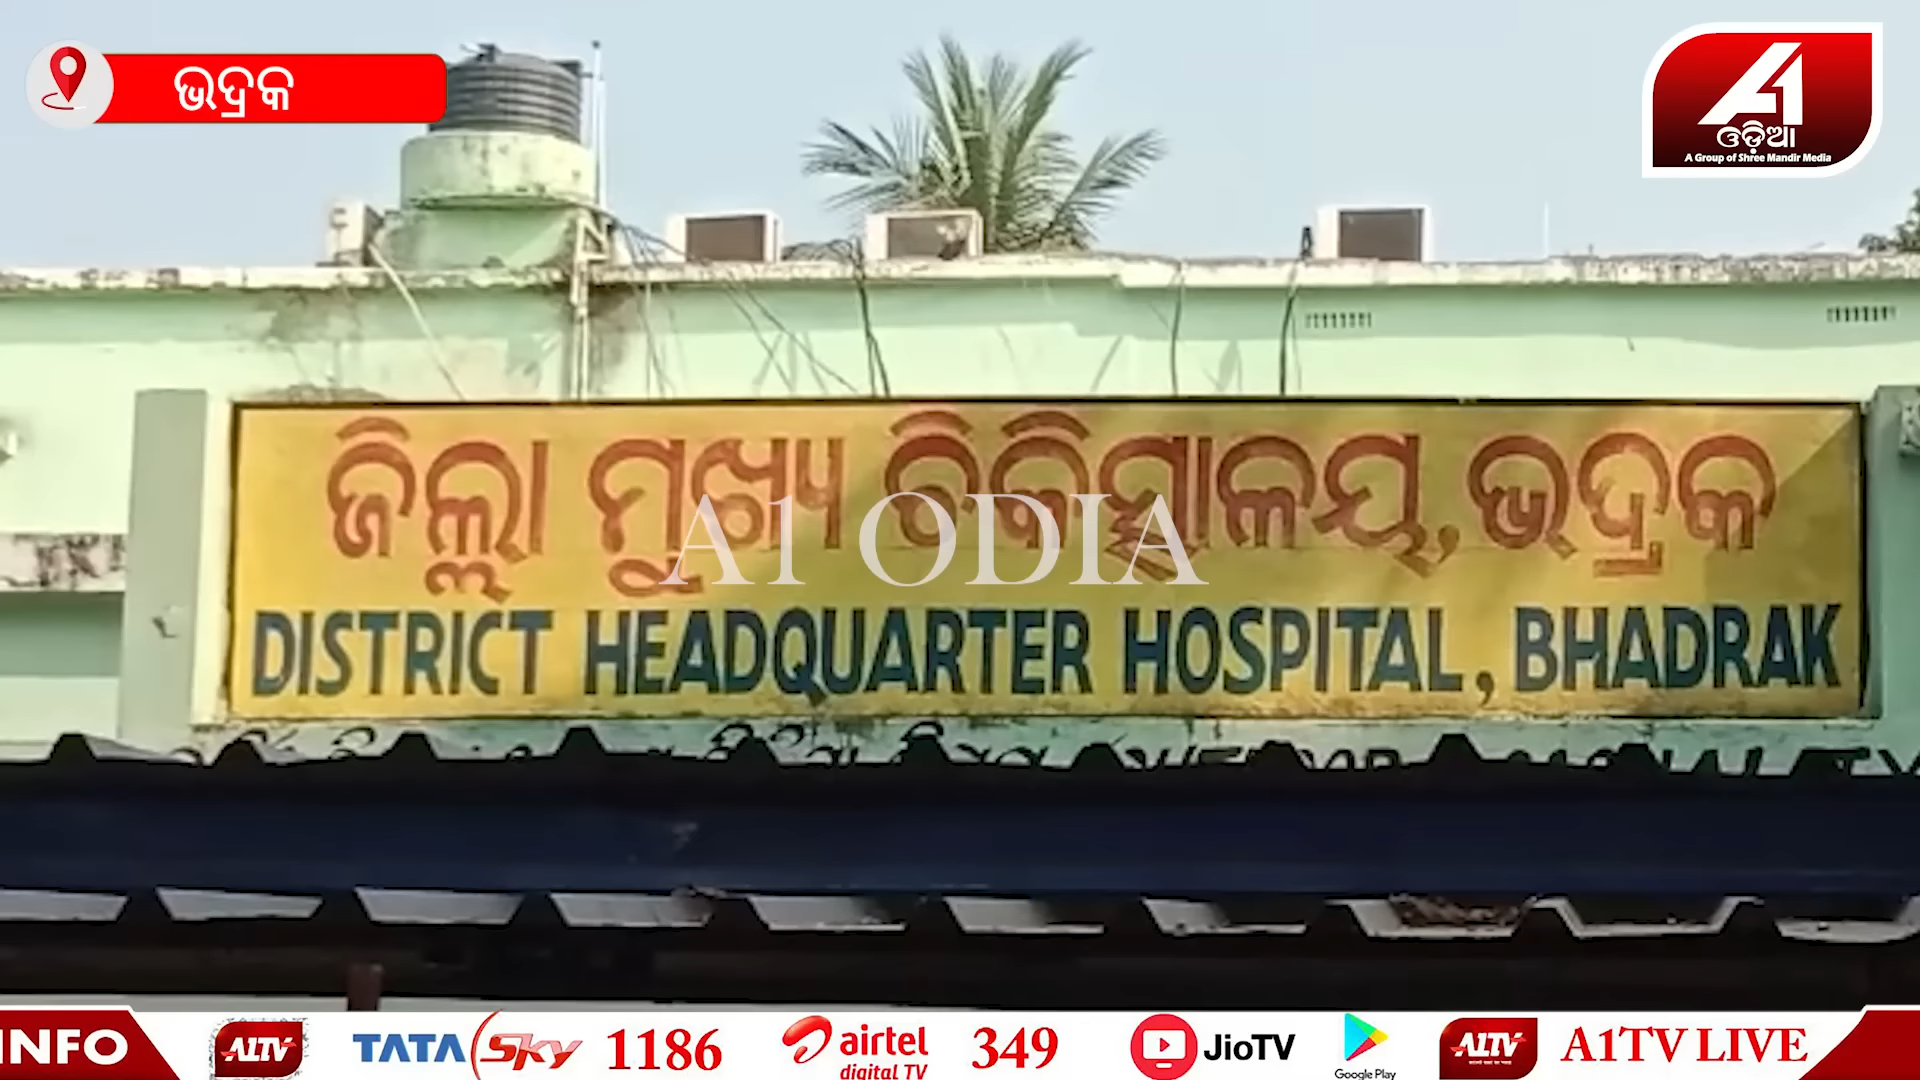 ଭଦ୍ରକ
A1
ଓଡ଼ିଆ
A Group of Shree Mandir Media
ଜିଲ୍ଲା ମୁଖ୍ୟ ଚିକିତ୍ସାଳୟ, ଭଦ୍ରକ
A1 ODIA
DISTRICT HEADQUARTER HOSPITAL, BHADRAK
INFO A1TV TATA Sky 1186 airtel digital TV 349 JioTV Google Play A1TV A1TV LIVE